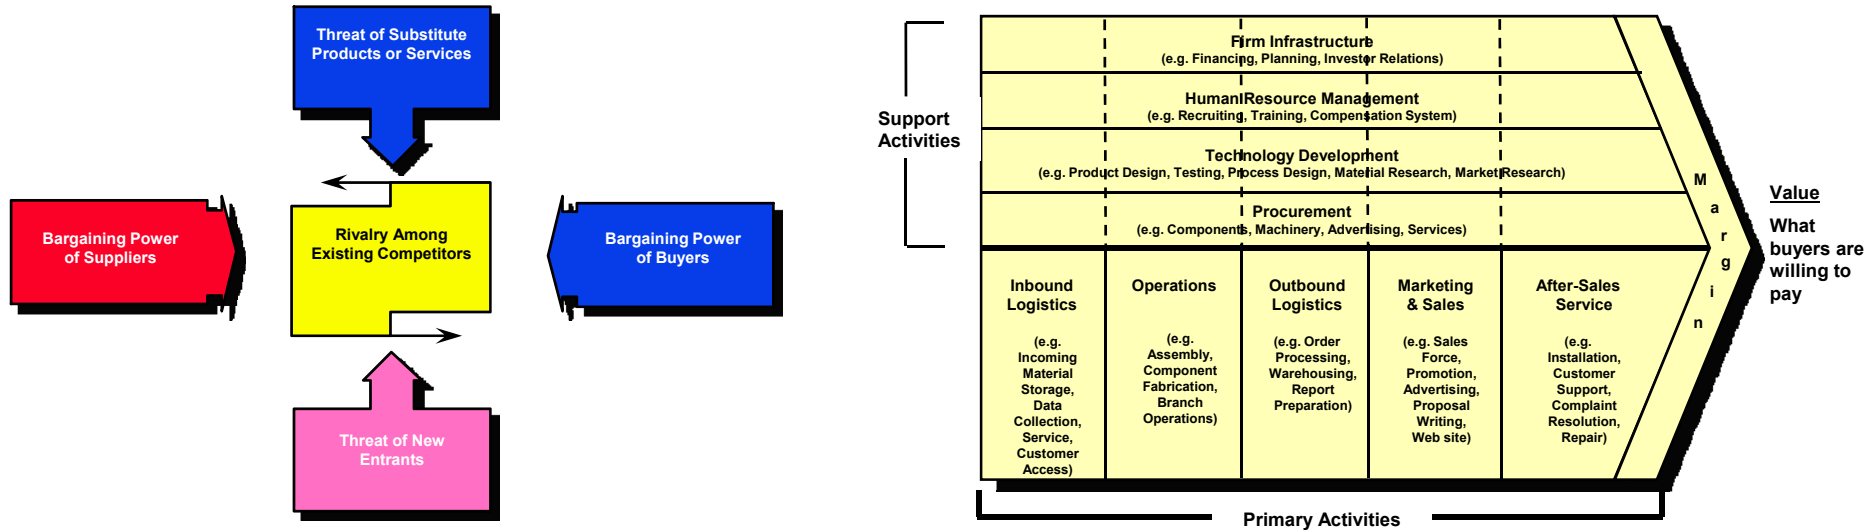 Threat of Substitute
Products or Services
Bargaining Power
of Suppliers
Rivalry Among
Existing Competitors
Bargaining Power
of Buyers
Threat of New
Entrants
Support
Activities
Firm Infrastructure
(e.g. Financing, Planning, Investor Relations)
Human Resource Management
(e.g. Recruiting, Training, Compensation System)
Technology Development
(e.g. Product Design, Testing, Process Design, Material Research, Market Research)
Procurement
(e.g. Components, Machinery, Advertising, Services)
Inbound
Logistics
(e.g.
Incoming
Material
Storage,
Data
Collection,
Service,
Customer
Access)
Operations
(e.g.
Assembly,
Component
Fabrication,
Branch
Operations)
Outbound
Logistics
(e.g. Order
Processing,
Warehousing,
Report
Preparation)
Marketing
& Sales
(e.g. Sales
Force,
Promotion,
Advertising,
Proposal
Writing,
Web site)
After-Sales
Service
(e.g.
Installation,
Customer
Support,
Complaint
Resolution,
Repair)
M
a
r
g
i
n
Value
What
buyers are
willing to
pay
Primary Activities